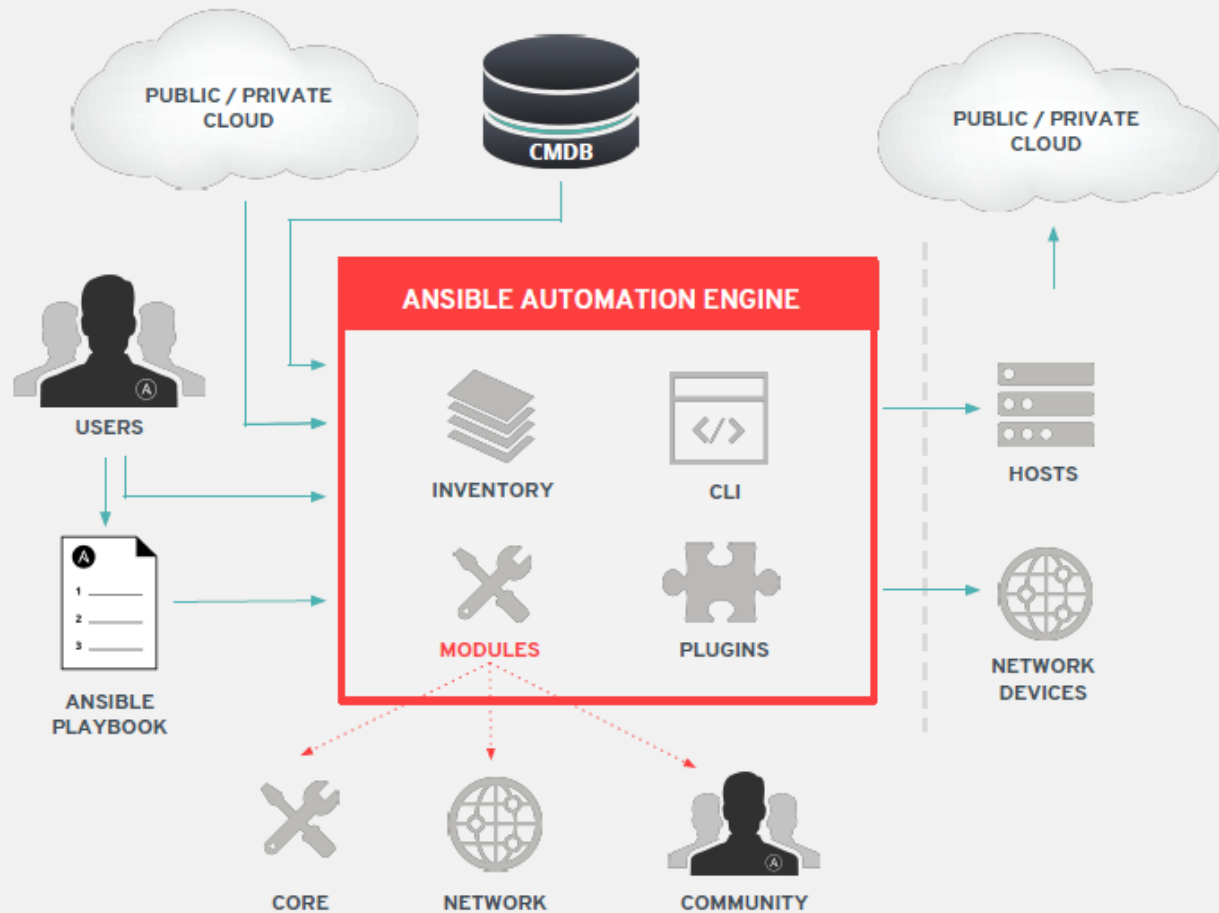 PUBLIC / PRIVATE
CLOUD
CMDB
PUBLIC / PRIVATE
CLOUD
ANSIBLE AUTOMATION ENGINE
A
USERS
INVENTORY
</>
CLI
HOSTS
A
1
2
3
ANSIBLE
PLAYBOOK
MODULES
PLUGINS
NETWORK
DEVICES
CORE
NETWORK
A
COMMUNITY